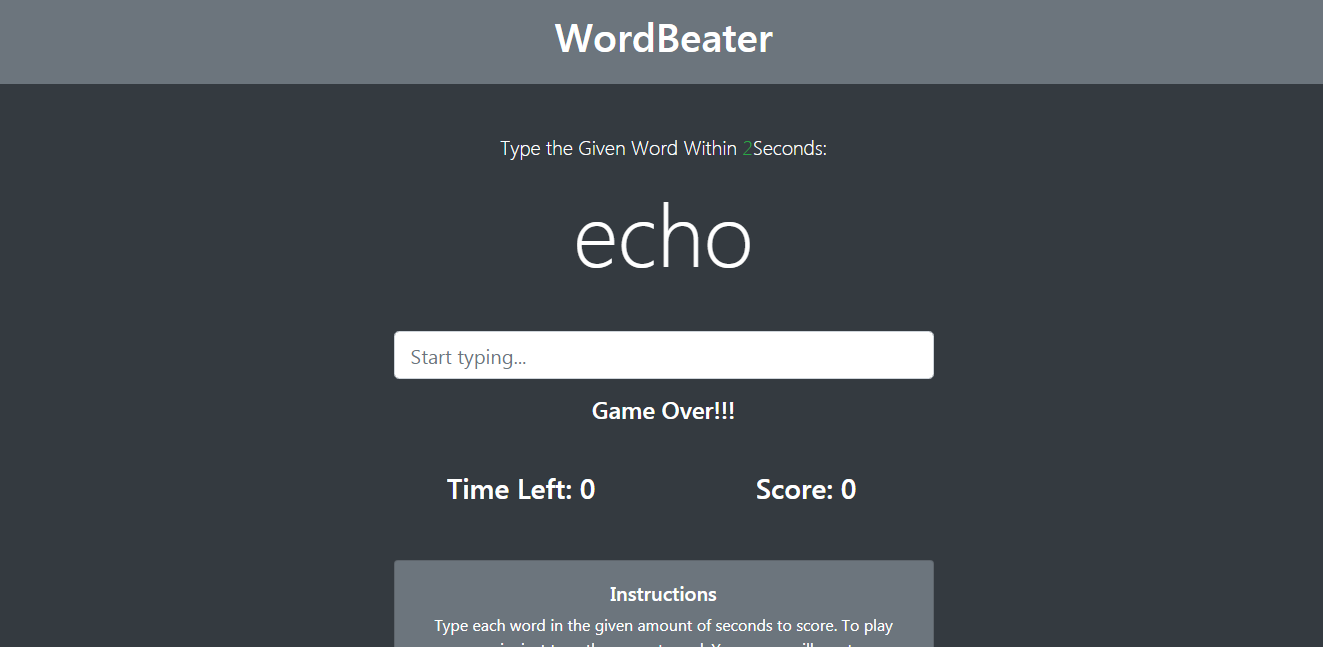 WordBeater
Type the Given Word Within 2Seconds:
echo
Start typing...
Game Over!!!
Time Left: 0
Score: 0
Instructions
Type each word in the given amount of seconds to score. To play